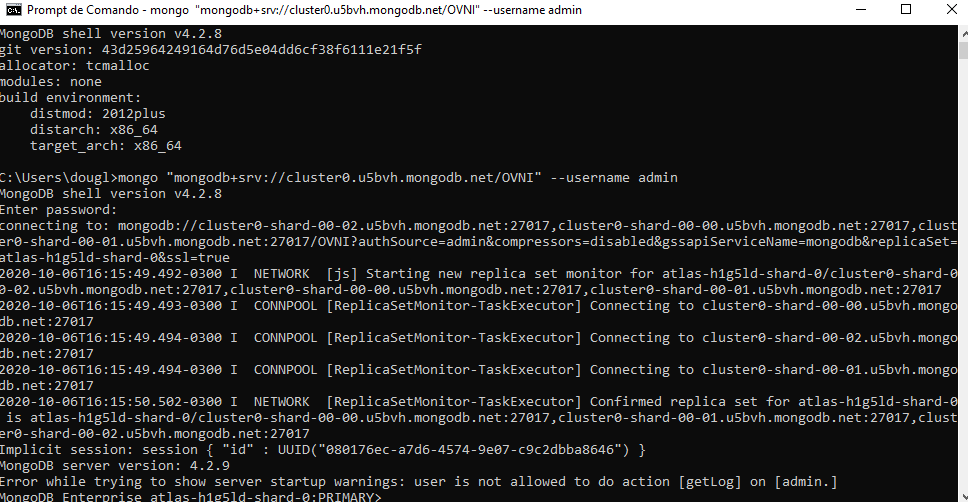 Prompt de Comando - mongo "mongodb+srv://cluster0.u5bvh.mongodb.net/OVNI" --username admin
MongoDB shell version v4.2.8
git version: 43d25964249164d76d5e04dd6cf38f6111e21f5f
allocator: tcmalloc
modules: none
build environment:
    distmod: 2012plus
    distarch: x86_64
    target_arch: x86_64

C:\Users\dougl>mongo "mongodb+srv://cluster0.u5bvh.mongodb.net/OVNI" --username admin
MongoDB shell version v4.2.8
Enter password:
connecting to: mongodb://cluster0-shard-00-02.u5bvh.mongodb.net:27017,cluster0-shard-00-00.u5bvh.mongodb.net:27017,clust
er0-shard-00-01.u5bvh.mongodb.net:27017/OVNI?authSource=admin&compressors=disabled&gssapiServiceName=mongodb&replicaSet=
atlas-h1g5ld-shard-0&ssl=true
2020-10-06T16:15:49.492-0300 I  NETWORK  [js] Starting new replica set monitor for atlas-h1g5ld-shard-0/cluster0-shard-0
0-02.u5bvh.mongodb.net:27017,cluster0-shard-00-00.u5bvh.mongodb.net:27017,cluster0-shard-00-01.u5bvh.mongodb.net:27017
2020-10-06T16:15:49.493-0300 I  CONNPOOL [ReplicaSetMonitor-TaskExecutor] Connecting to cluster0-shard-00-00.u5bvh.mongo
db.net:27017
2020-10-06T16:15:49.494-0300 I  CONNPOOL [ReplicaSetMonitor-TaskExecutor] Connecting to cluster0-shard-00-02.u5bvh.mongo
db.net:27017
2020-10-06T16:15:49.494-0300 I  CONNPOOL [ReplicaSetMonitor-TaskExecutor] Connecting to cluster0-shard-00-01.u5bvh.mongo
db.net:27017
2020-10-06T16:15:50.502-0300 I  NETWORK  [ReplicaSetMonitor-TaskExecutor] Confirmed replica set for atlas-h1g5ld-shard-0
 is atlas-h1g5ld-shard-0/cluster0-shard-00-00.u5bvh.mongodb.net:27017,cluster0-shard-00-01.u5bvh.mongodb.net:27017,clust
er0-shard-00-02.u5bvh.mongodb.net:27017
Implicit session: session { "id" : UUID("080176ec-a7d6-4574-9e07-c9c2dbba8646") }
MongoDB server version: 4.2.9
Error while trying to show server startup warnings: user is not allowed to do action [getLog] on [admin.]
MongoDB Enterprise atlas-h1g5ld-shard-0:PRIMARY>